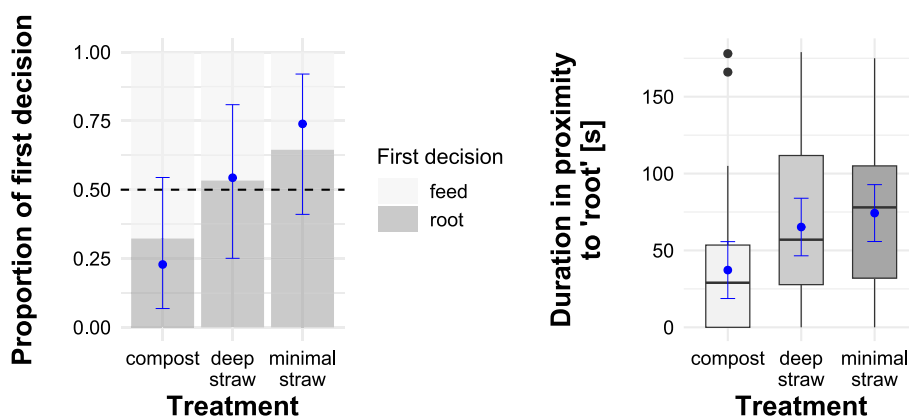 Proportion of first decision
1.00
0.75
0.50
0.25
0.00
compost
deep
straw
minimal
straw
Treatment
First decision
feed
root
Duration in proximity
to 'root' [s]
150
100
50
0
compost
deep
straw
minimal
straw
Treatment